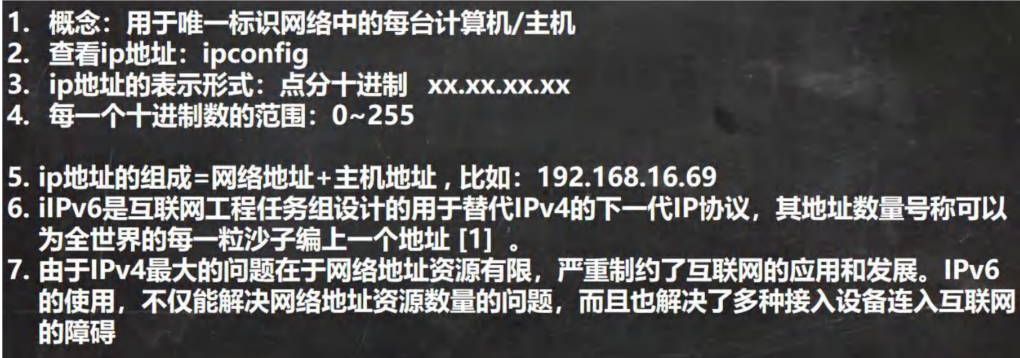 1. 概念：用于唯一标识网络中的每台计算机/主机
2. 查看ip地址：ipconfig
3. ip地址的表示形式：点分十进制 xx.xx.xx.xx
4. 每一个十进制数的范围：0~255
5. ip地址的组成=网络地址+主机地址，比如：192.168.16.69
6. iIPv6是互联网工程任务组设计的用于替代IPv4的下一代IP协议，其地址数量号称可以
为全世界的每一粒沙子编上一个地址 [1] 。
7. 由于IPv4最大的问题在于网络地址资源有限，严重制约了互联网的应用和发展。IPv6
的使用，不仅能解决网络地址资源数量的问题，而且也解决了多种接入设备连入互联网
的障碍